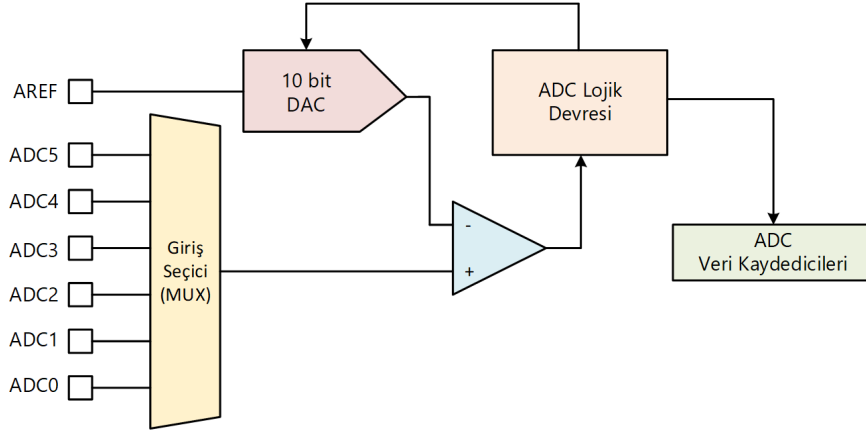 AREF
10 bit
DAC
ADC Lojik
Devresi
ADC5
ADC4
ADC3
ADC2
ADC1
ADC0
Giriş
Seçici
(MUX)
-
+
ADC
Veri Kaydedicileri